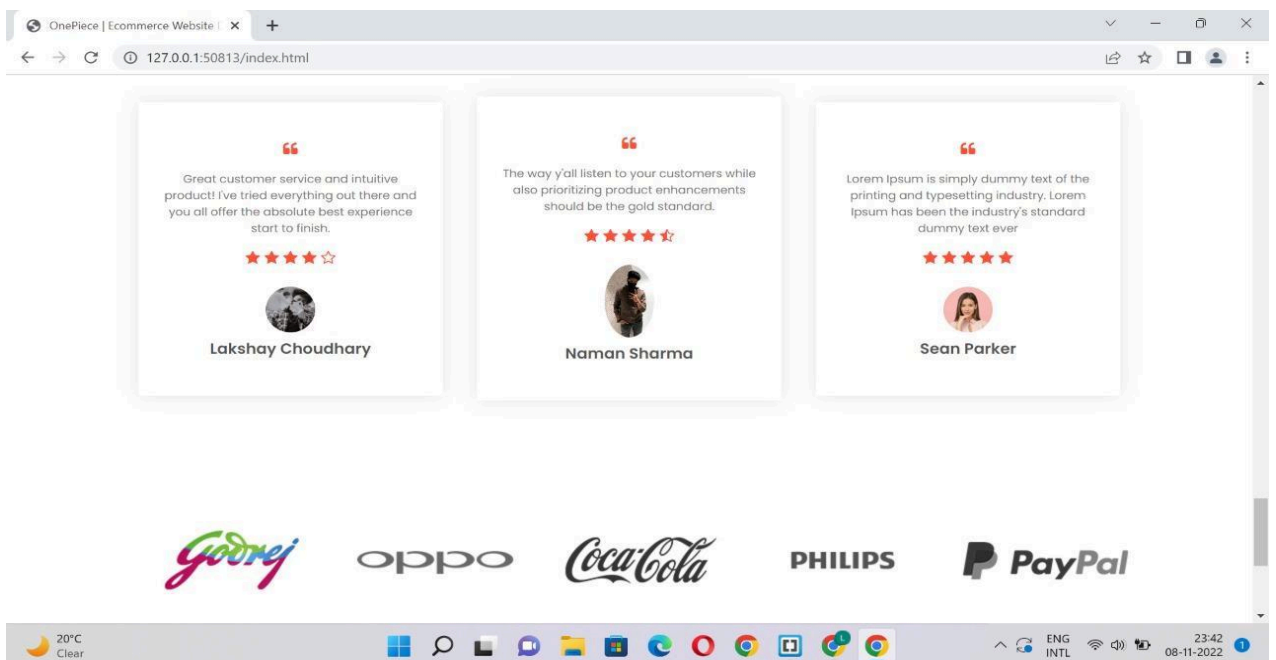 OnePiece | Ecommerce Website
127.0.0.1:50813/index.html
Great customer service and intuitive
product! I've tried everything out there and
you all offer the absolute best experience
start to finish.
Lakshay Choudhary
The way y'all listen to your customers while
also prioritizing product enhancements
should be the gold standard.
Naman Sharma
Lorem Ipsum is simply dummy text of the
printing and typesetting industry. Lorem
Ipsum has been the industry's standard
dummy text ever
Sean Parker
Godrej
oppo
Coca-Cola
PHILIPS
PayPal
20°C
Clear
L
ENG
INTL
23:42
08-11-2022
1